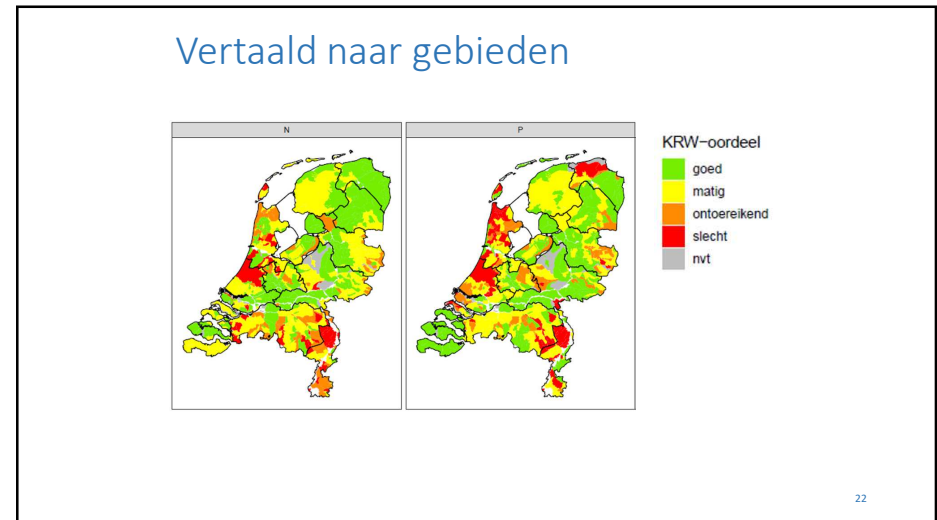 Vertaald naar gebieden
N
P
KRW-oordeel
goed
matig
ontoereikend
slecht
nvt
22